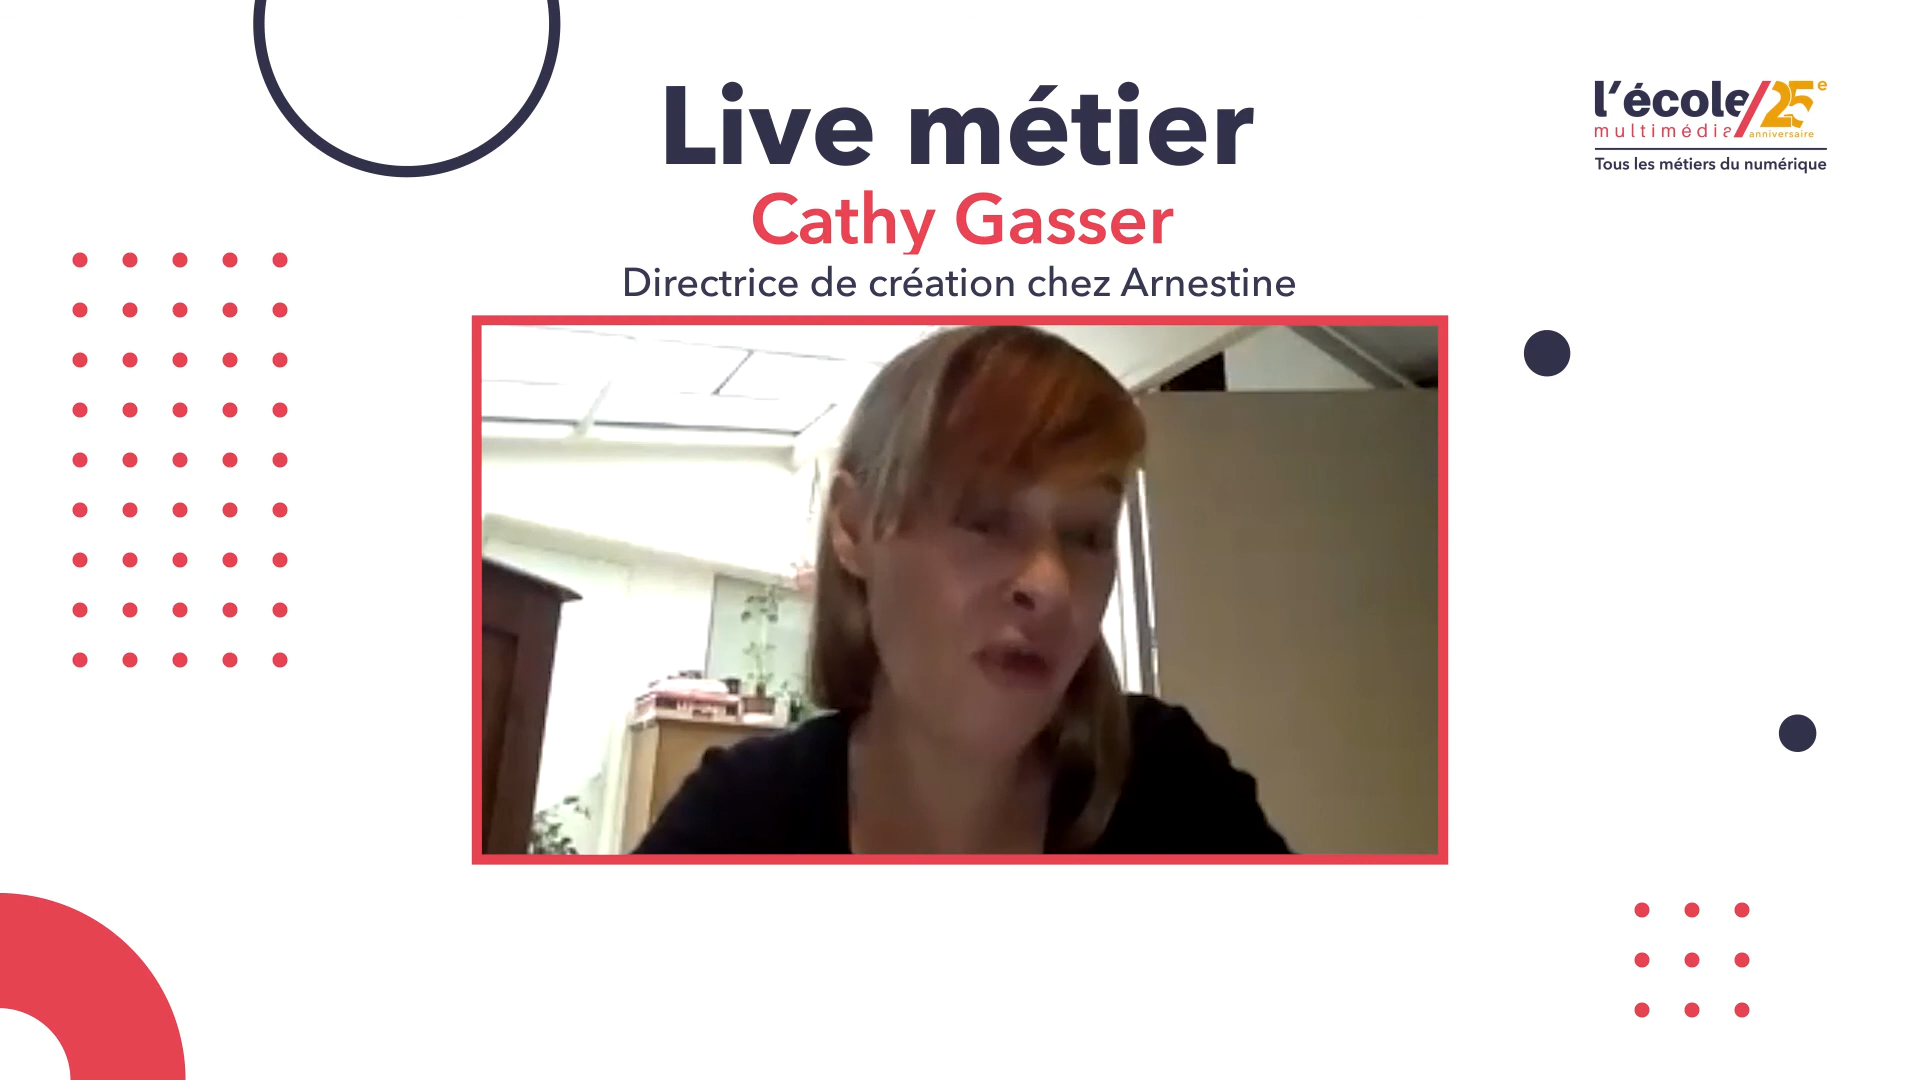 Live métier
Cathy Gasser
Directrice de création chez Arnestine
l'école/25e
multimédia anniversaire
Tous les métiers du numérique